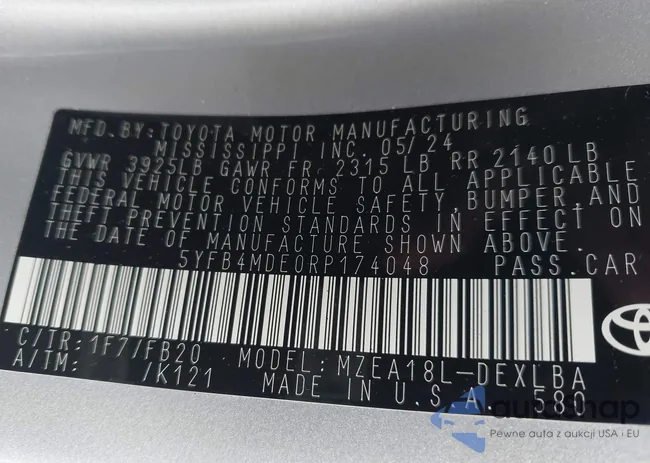 MFD. BY: TOYOTA MOTOR MANUFACTURING
MISSISSIPPI, INC. 05/24
GVWR 3925LB GAWR FR 2315 LB RR 2140 LB
THIS VEHICLE CONFORMS TO ALL APPLICABLE
FEDERAL MOTOR VEHICLE SAFETY, BUMPER, AND
THEFT PREVENTION STANDARDS IN EFFECT ON
THE DATE OF MANUFACTURE SHOWN ABOVE.
5YFB4MDE0RP174048 PASS. CAR
C/TR: 1F7/FB20 MODEL: MZEA18L-DEXLBA
A/TM: /K121 MADE IN U.S.A. 580
autoSnap
Pewne auta z aukcji USA i EU